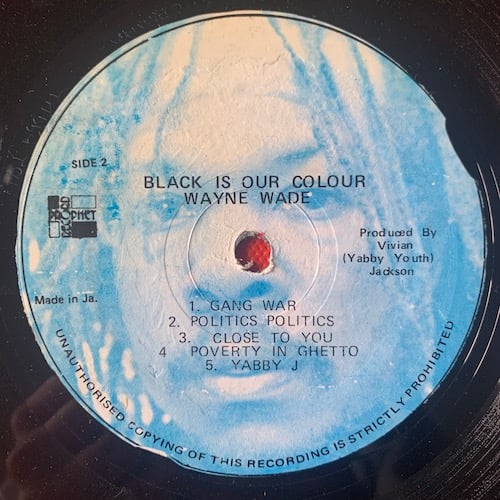 SIDE.2
BLACK IS OUR COLOUR
WAYNE WADE
PROPHET
RECORD
Produced By
Vivian
(Yabby Youth)
Jackson
Made in Ja.
1. GANG WAR
2. POLITICS POLITICS
3. CLOSE TO YOU
4 POVERTY IN GHETTO
5. YABBY J
UNAUTHORISED COPYING OF THIS RECORDING IS STRICTLY PROHIBITED